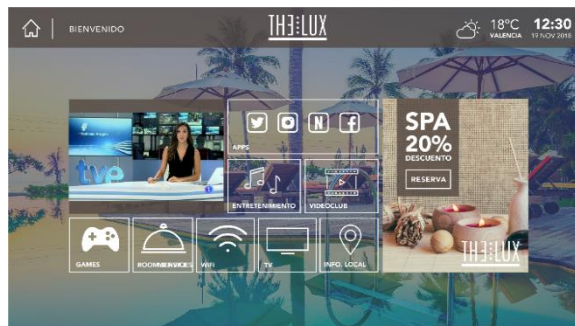 BIENVENIDO
THE LUX
18°C
VALENCIA
12:30
19 NOV 2018
tve
APPS
SPA
20%
DESCUENTO
RESERVA
ENTRETENIMIENTO
VIDEOCLUB
THE LUX
GAMES
WIFI
TV
INFO. LOCAL